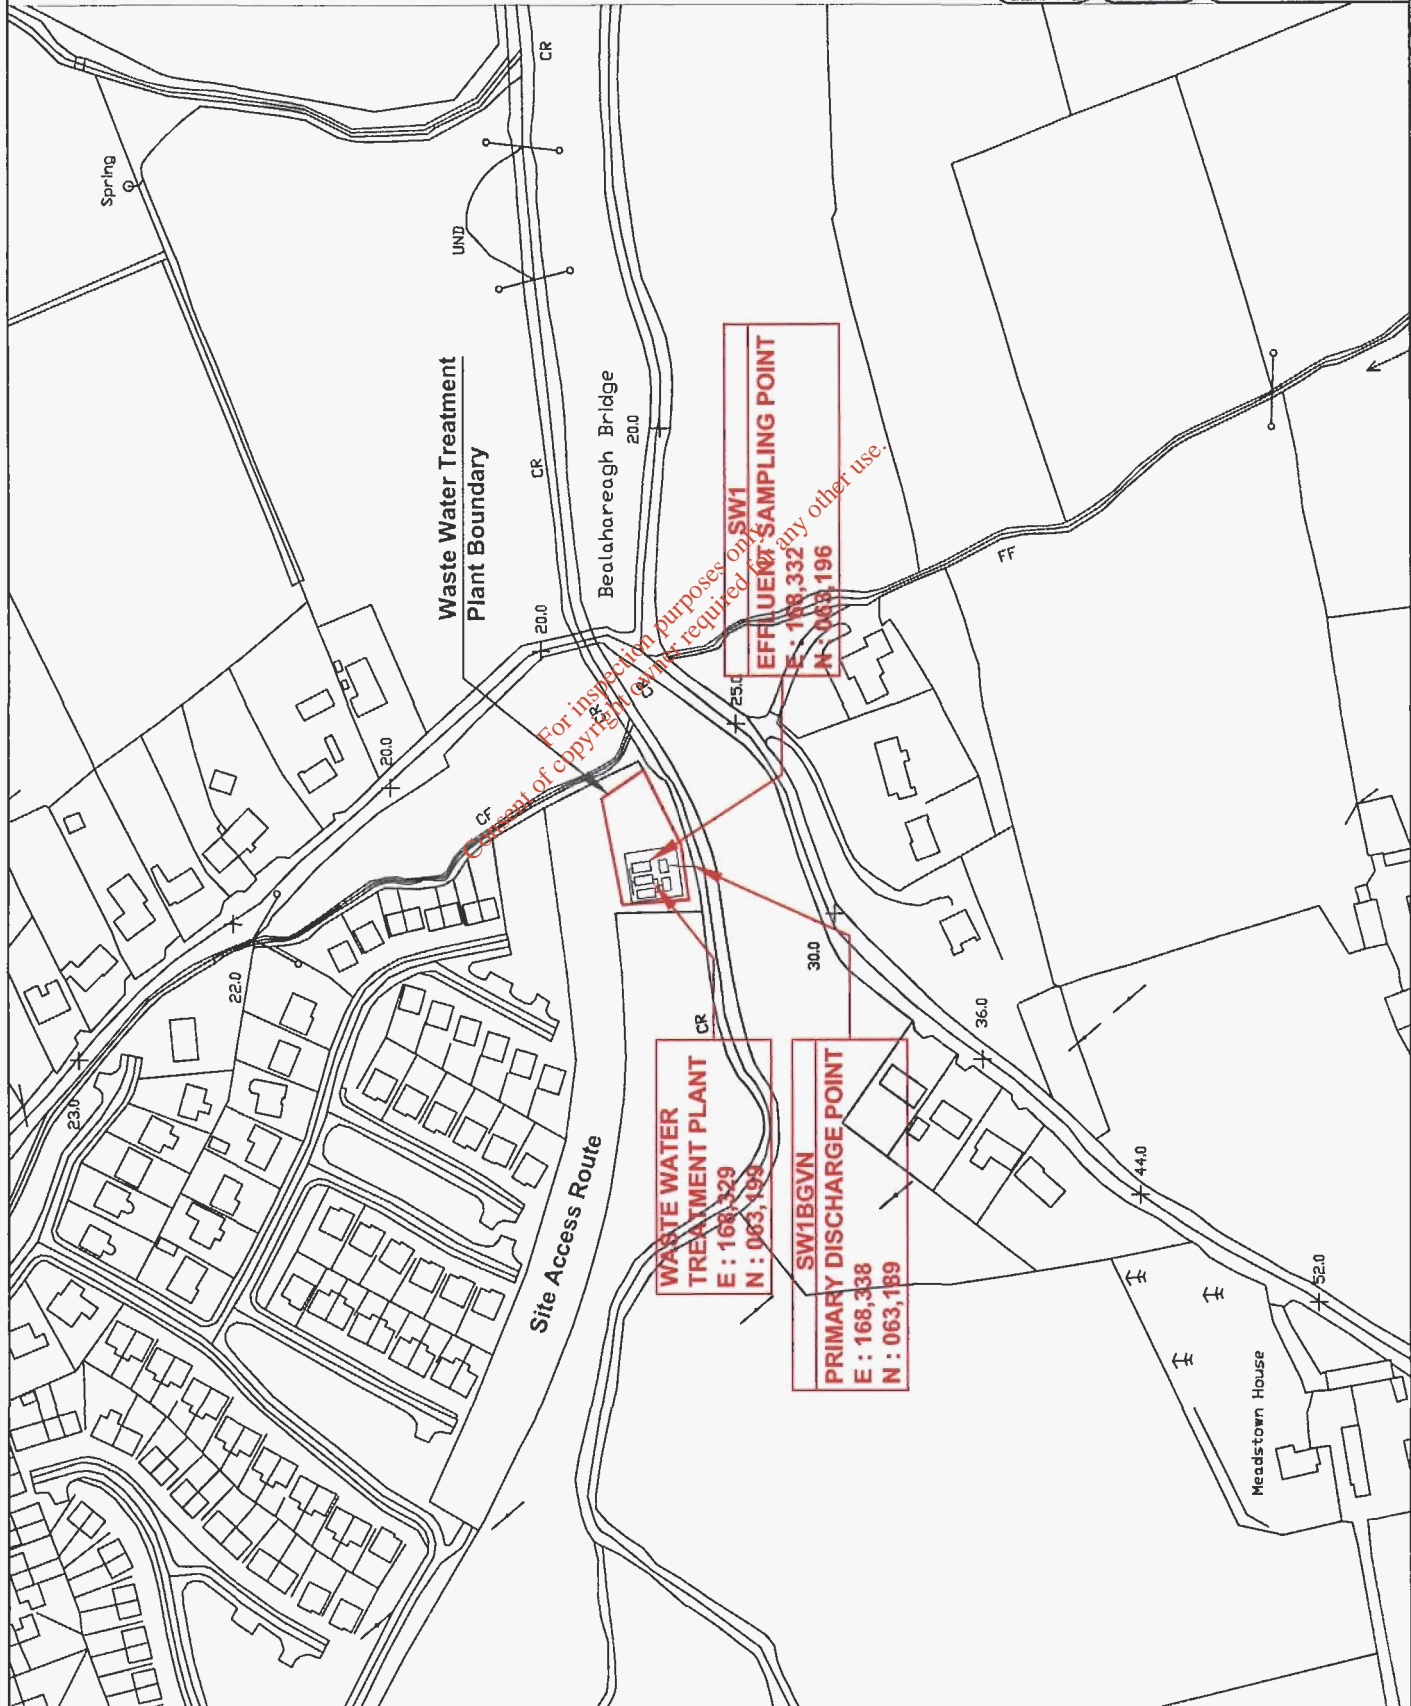 CR
Spring
UND
Waste Water Treatment
Plant Boundary
CR
Bealahareagh Bridge
20.0
20.0
SW1
EFFLUENT SAMPLING POINT
E : 168,332
N : 063,196
For inspection purposes only.
Consent of copyright owner required for any other use.
FF
CR
CR
25.0
20.0
CF
22.0
23.0
30.0
36.0
CR
WASTE WATER
TREATMENT PLANT
E : 168,329
N : 063,199
SW1BGVN
PRIMARY DISCHARGE POINT
E : 168,338
N : 063,189
Site Access Route
44.0
52.0
Meadstown House